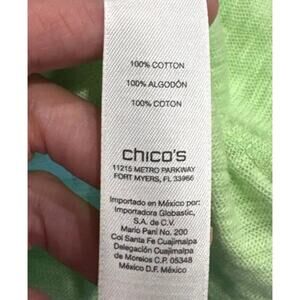 100% COTTON
100% ALGODÓN
100% COTON
chico's
11215 METRO PARKWAY
FORT MYERS, FL 33966
Importado en México por:
Importadora Globastic,
S.A. de C.V.
Mario Pani No. 200
Col Santa Fe Cuajimalpa
Delegación Cuajimalpa
de Morelos C.P. 05348
México D.F. México